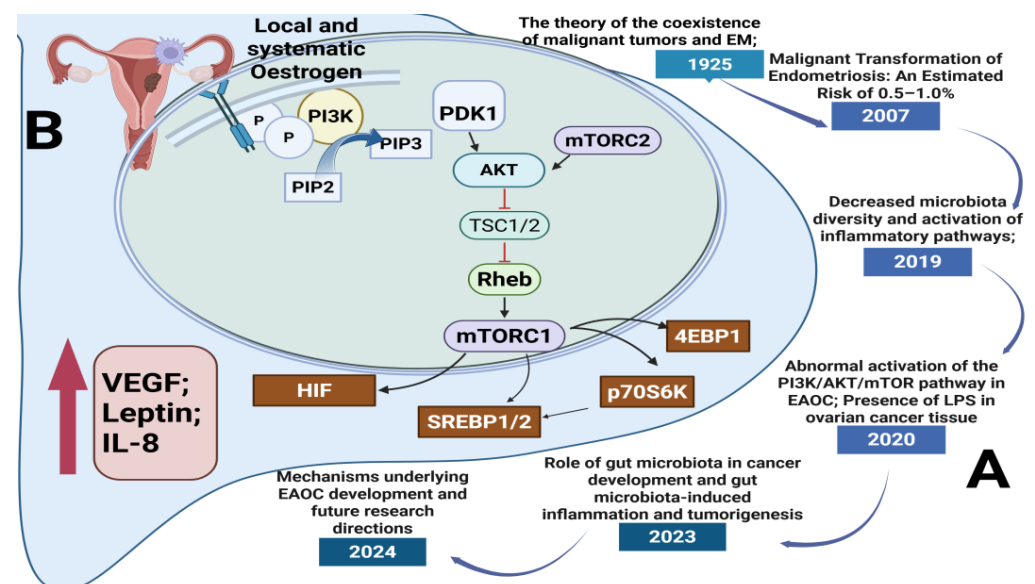 B
Local and
systematic
Oestrogen
P
P
PI3K
PIP2
PIP3
PDK1
mTORC2
AKT
TSC1/2
Rheb
mTORC1
4EBP1
HIF
p70S6K
SREBP1/2
VEGF;
Leptin;
IL-8
The theory of the coexistence
of malignant tumors and EM;
1925
Malignant Transformation of
Endometriosis: An Estimated
Risk of 0.5–1.0%
2007
Decreased microbiota
diversity and activation of
inflammatory pathways;
2019
Abnormal activation of the
PI3K/AKT/mTOR pathway in
EAOC; Presence of LPS in
ovarian cancer tissue
2020
A
Role of gut microbiota in cancer
development and gut
microbiota-induced
inflammation and tumorigenesis
2023
Mechanisms underlying
EAOC development and
future research
directions
2024